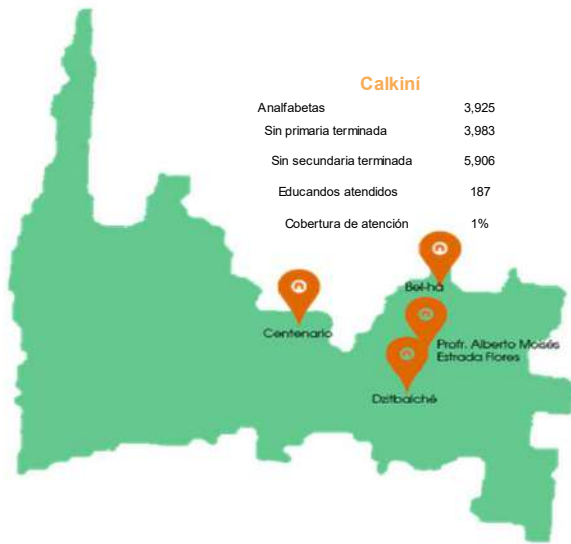 Calkiní
Analfabetas 3,925
Sin primaria terminada 3,983
Sin secundaria terminada 5,906
Educandos atendidos 187
Cobertura de atención 1%
Bel-ha
Centenario
Profr. Alberto Moisés
Estrada Flores
Dzitbalché